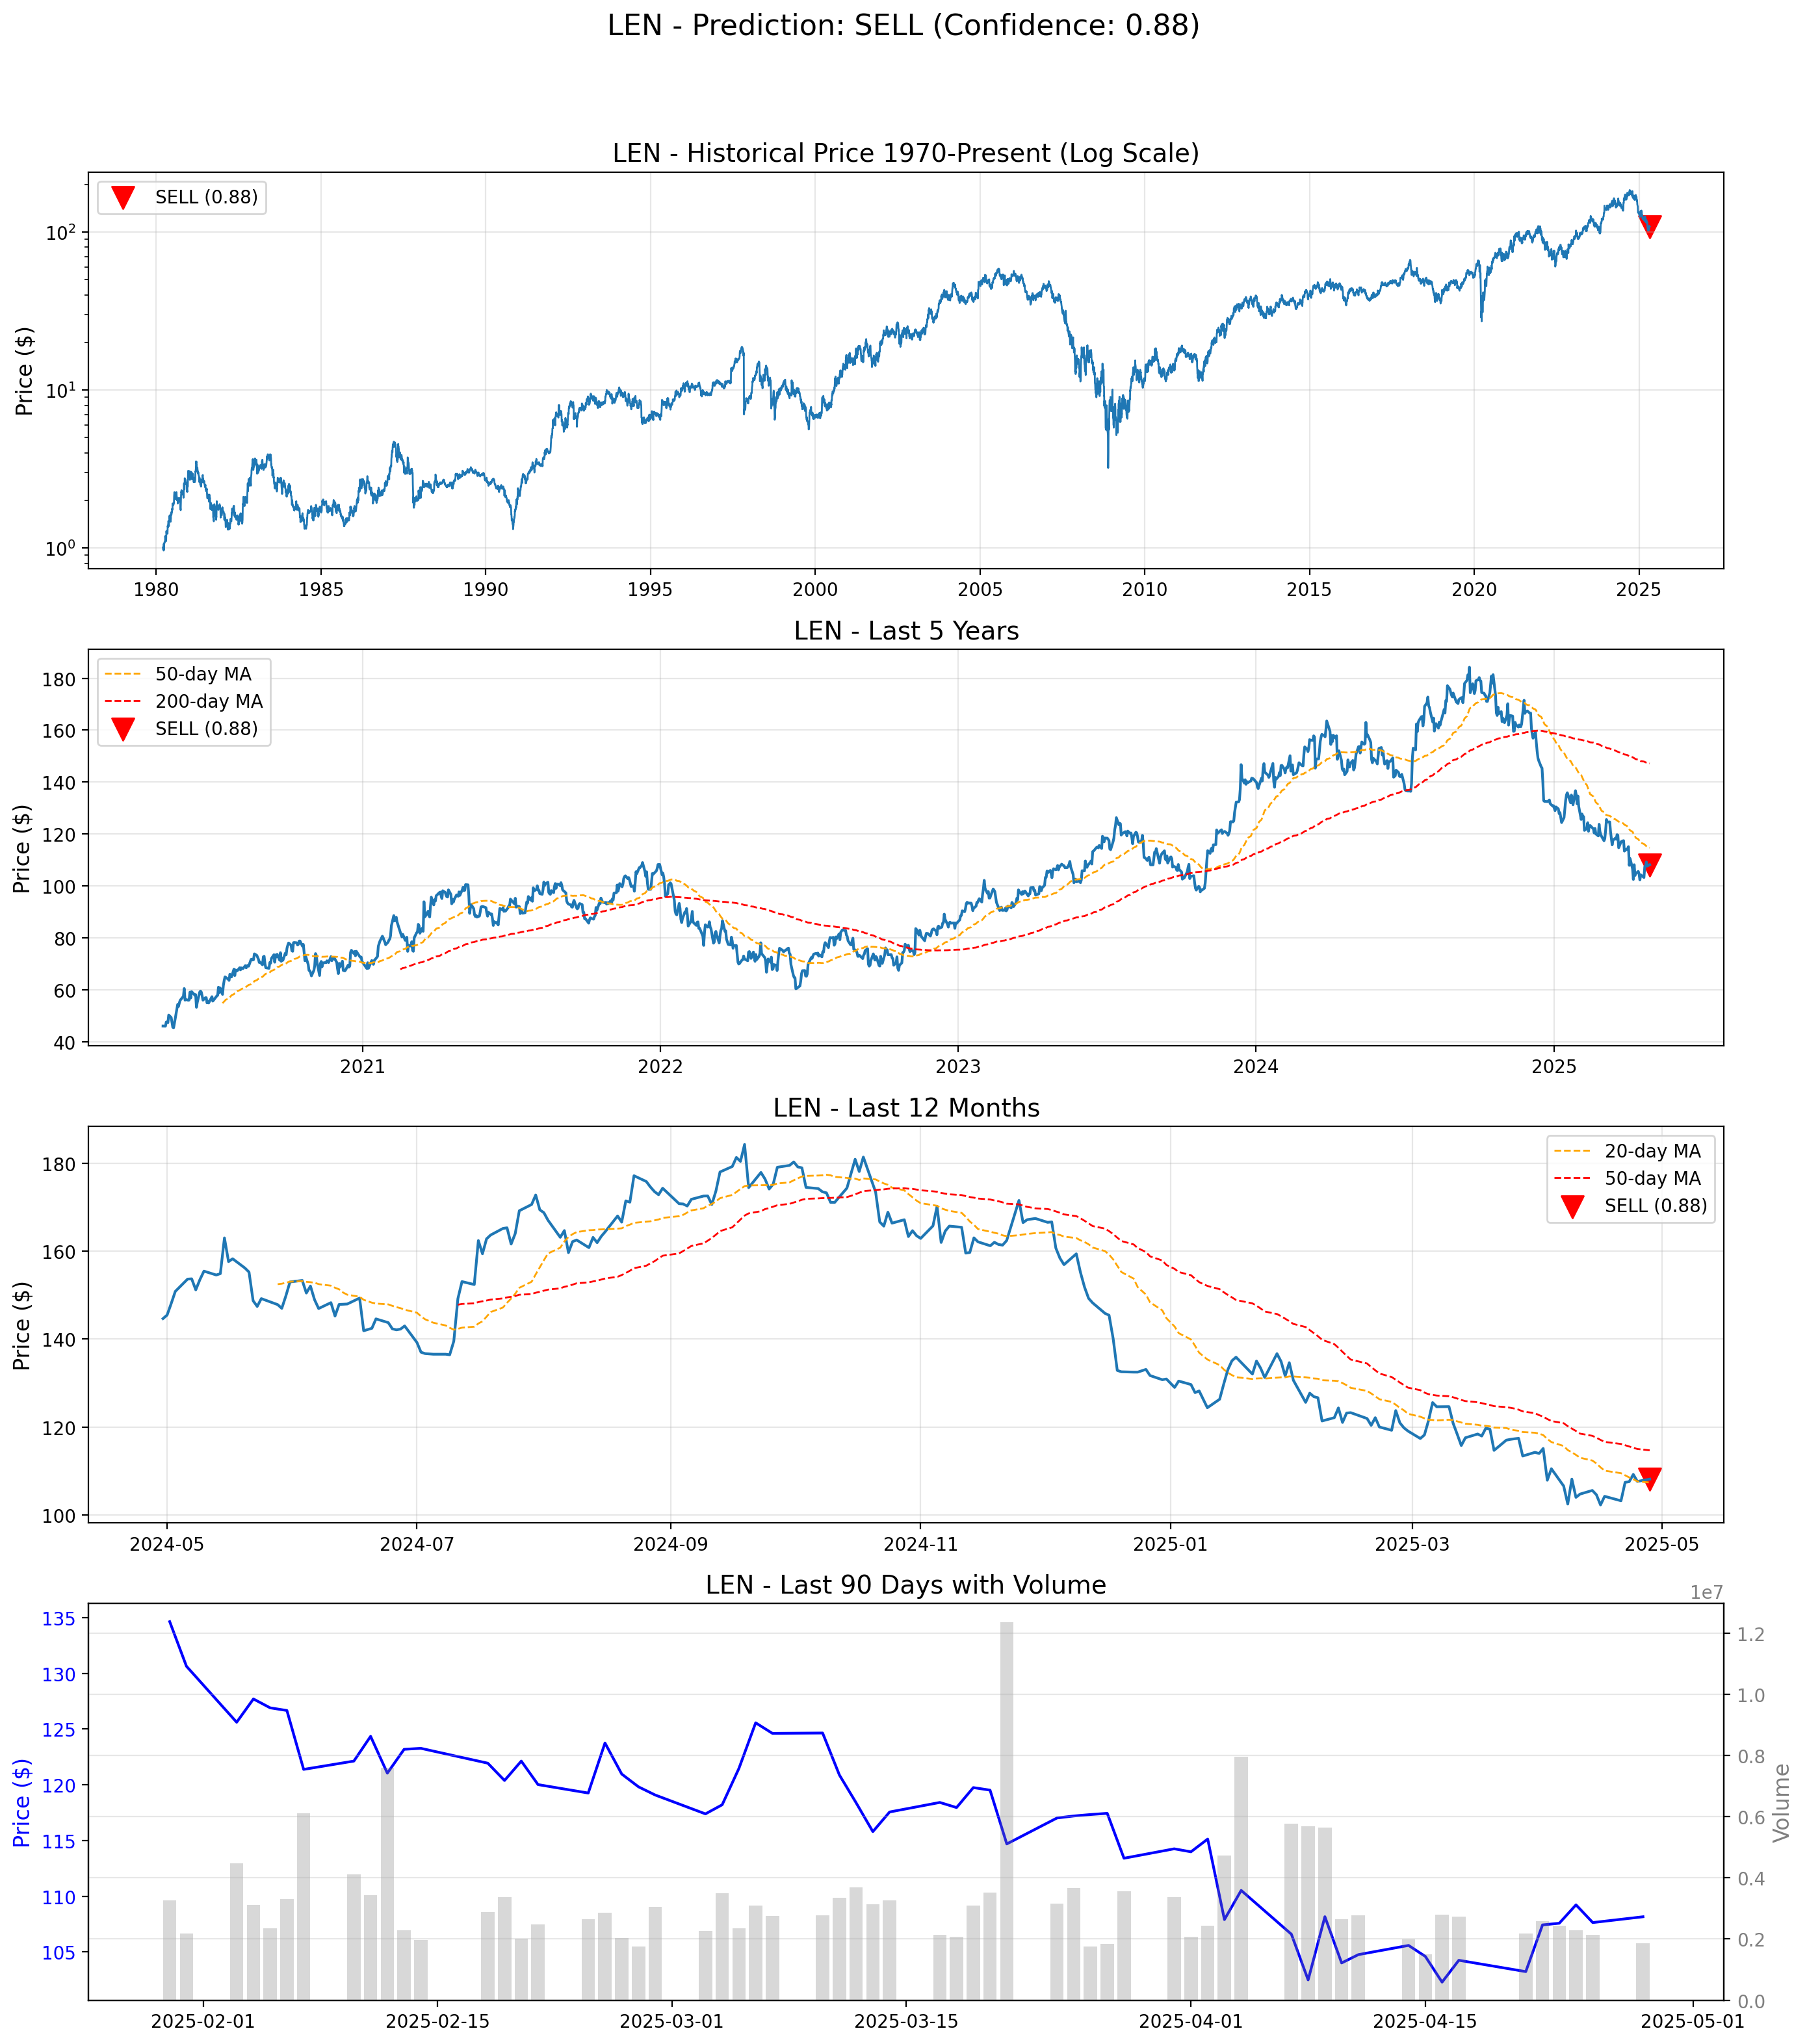 LEN - Prediction: SELL (Confidence: 0.88)
LEN - Historical Price 1970-Present (Log Scale)
SELL (0.88)
Price ($)
10²
10¹
10⁰
1980 1985 1990 1995 2000 2005 2010 2015 2020 2025
LEN - Last 5 Years
50-day MA
200-day MA
SELL (0.88)
Price ($)
180
160
140
120
100
80
60
40
2021 2022 2023 2024 2025
LEN - Last 12 Months
20-day MA
50-day MA
SELL (0.88)
Price ($)
180
160
140
120
100
2024-05 2024-07 2024-09 2024-11 2025-01 2025-03 2025-05
LEN - Last 90 Days with Volume
1e7
Price ($)
135
130
125
120
115
110
105
1.2
1.0
0.8
0.6
0.4
0.2
0.0
Volume
2025-02-01 2025-02-15 2025-03-01 2025-03-15 2025-04-01 2025-04-15 2025-05-01